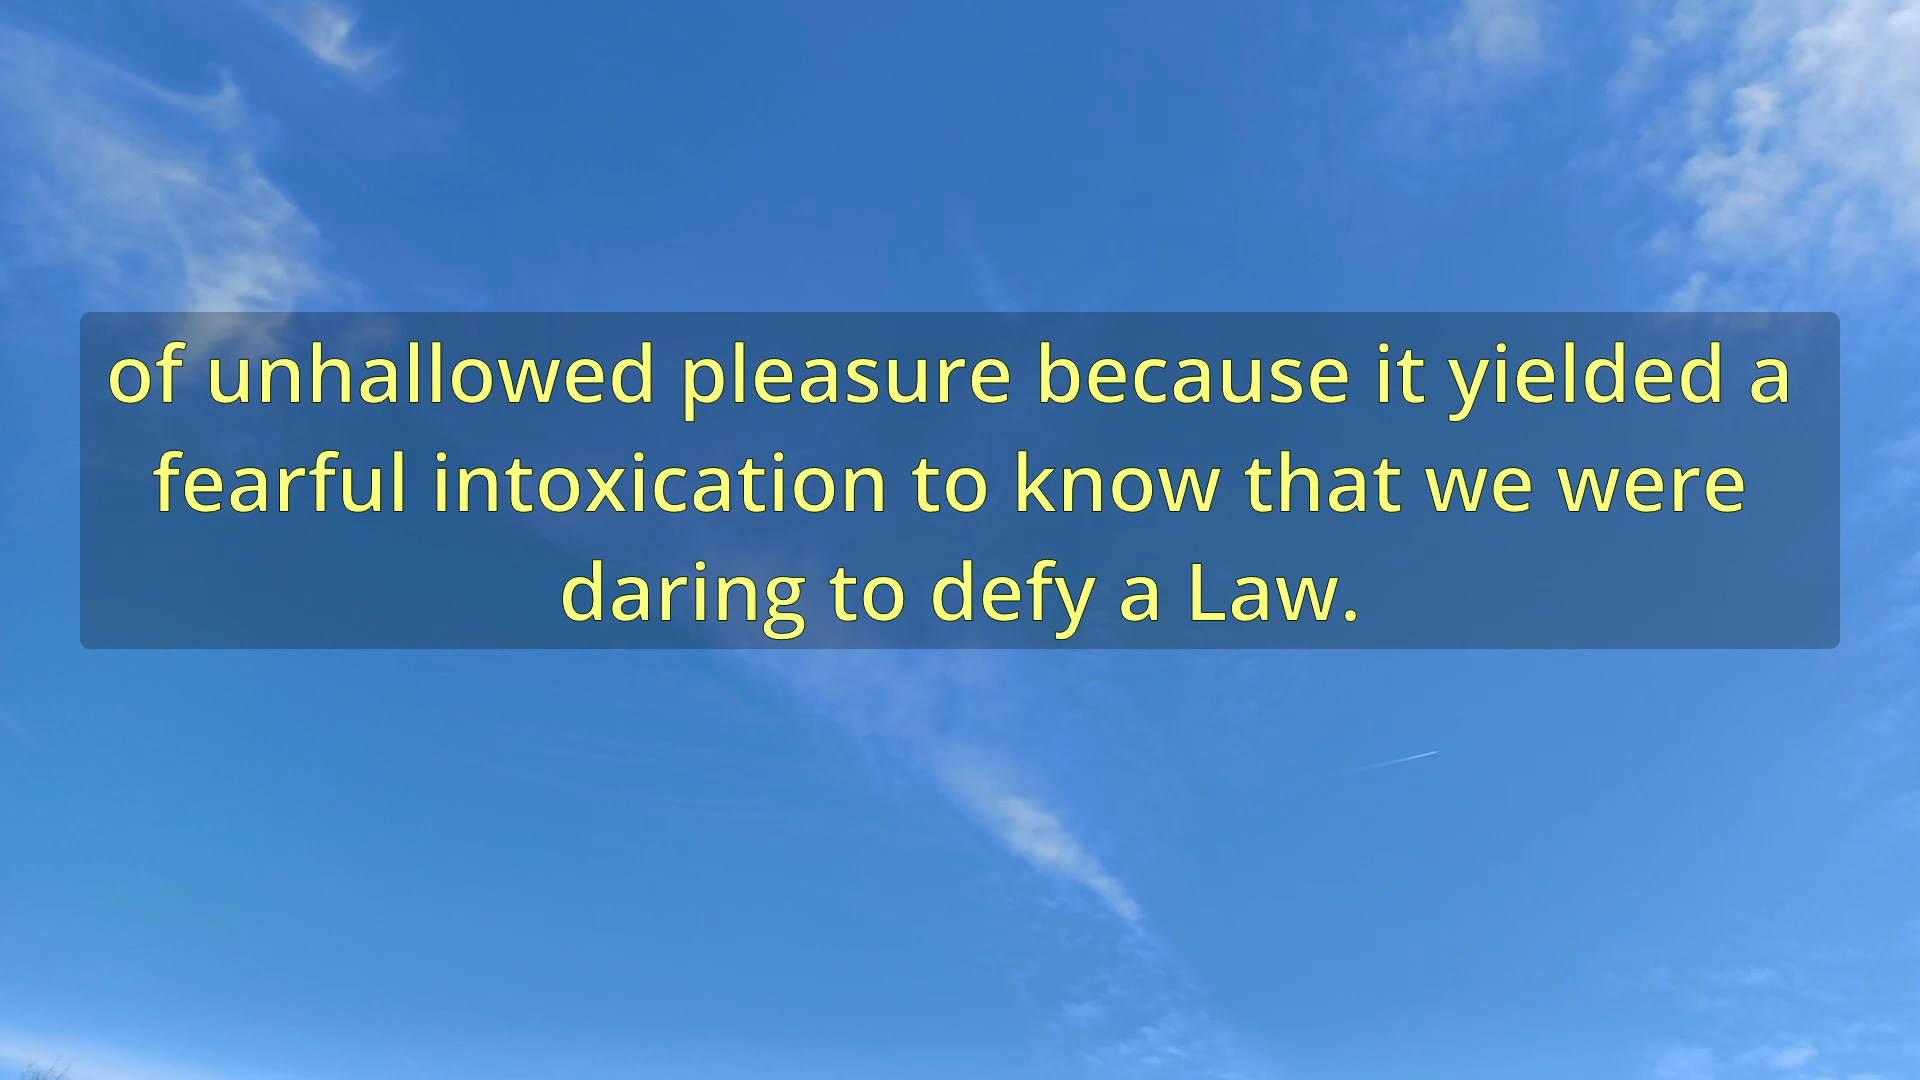 of unhallowed pleasure because it yielded a
fearful intoxication to know that we were
daring to defy a Law.